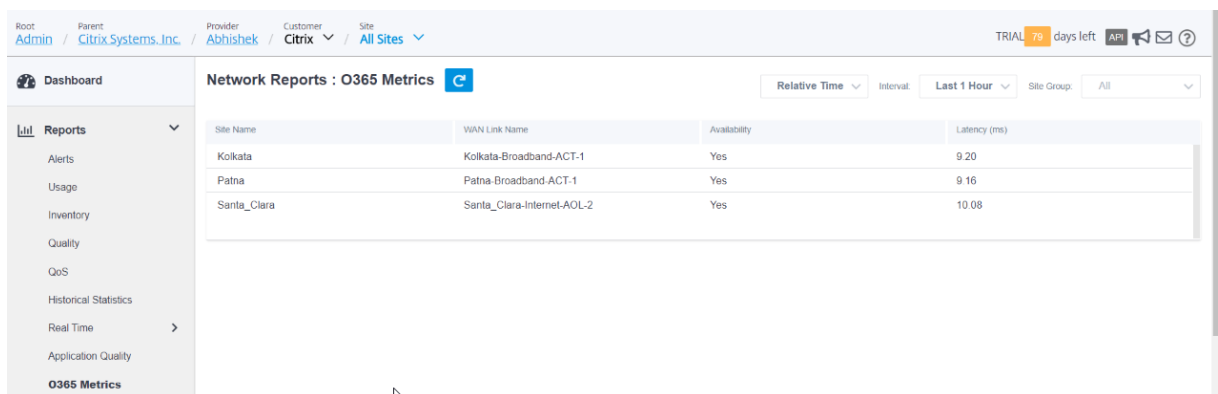 Root Parent Provider Customer Site
Admin / Citrix Systems, Inc. / Abhishek / Citrix / All Sites
TRIAL 79 days left API ?
Dashboard
Network Reports : O365 Metrics
Relative Time Interval: Last 1 Hour Site Group: All
Reports
Site Name WAN Link Name Availability Latency (ms)
Kolkata Kolkata-Broadband-ACT-1 Yes 9.20
Patna Patna-Broadband-ACT-1 Yes 9.16
Santa_Clara Santa_Clara-Internet-AOL-2 Yes 10.08
Alerts
Usage
Inventory
Quality
QoS
Historical Statistics
Real Time
Application Quality
O365 Metrics